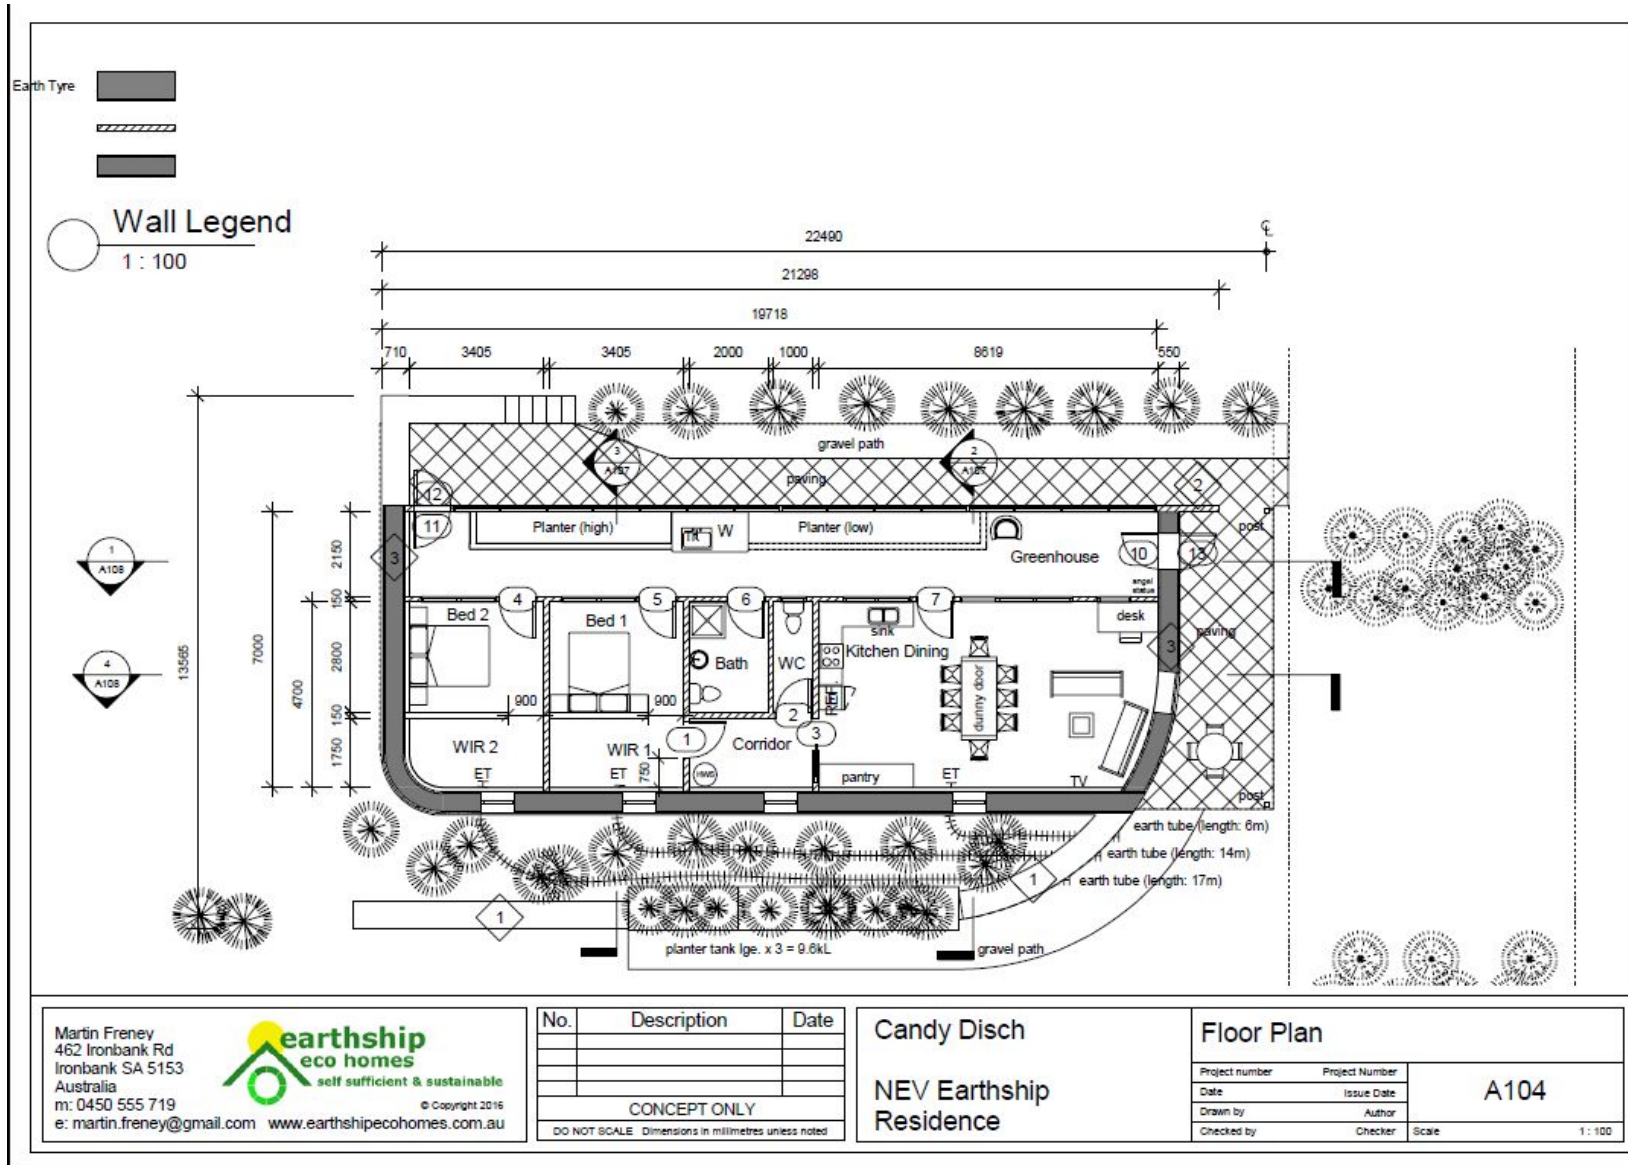 Earth Tyre
Wall Legend
1 : 100
22490
21298
19718
710
3405
3405
2000
1000
8619
550
gravel path
3
A107
2
A107
paving
2
12
11
Planter (high)
W
Planter (low)
post
Greenhouse
10
13
1
A108
3
2150
angel
statue
150
4
5
6
7
Bed 2
Bed 1
sink
desk
paving
13565
7000
4700
2800
Bath
WC
Kitchen Dining
3
4
A108
dunny door
REF.
900
900
150
2
3
1
WIR 2
WIR 1
Corridor
1750
750
ET
ET
HWS
pantry
ET
TV
post
earth tube (length: 6m)
earth tube (length: 14m)
1
earth tube (length: 17m)
1
planter tank lge. x 3 = 9.6kL
gravel path
Martin Freney
462 Ironbank Rd
Ironbank SA 5153
Australia
m: 0450 555 719
e: martin.freney@gmail.com www.earthshipecohomes.com.au
earthship
eco homes
self sufficient & sustainable
© Copyright 2016
No. Description Date
CONCEPT ONLY
DO NOT SCALE Dimensions in millimetres unless noted
Candy Disch
NEV Earthship
Residence
Floor Plan
Project number Project Number
Date Issue Date
Drawn by Author
Checked by Checker
A104
Scale 1 : 100